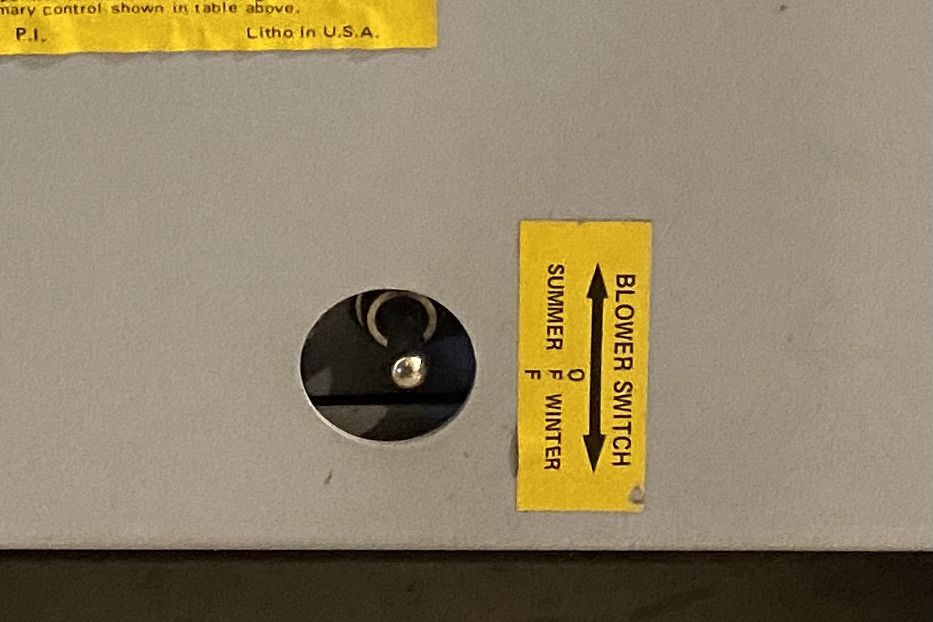 mary control shown in table above.
P.I. Litho in U.S.A.
BLOWER SWITCH
O
SUMMER F WINTER
F